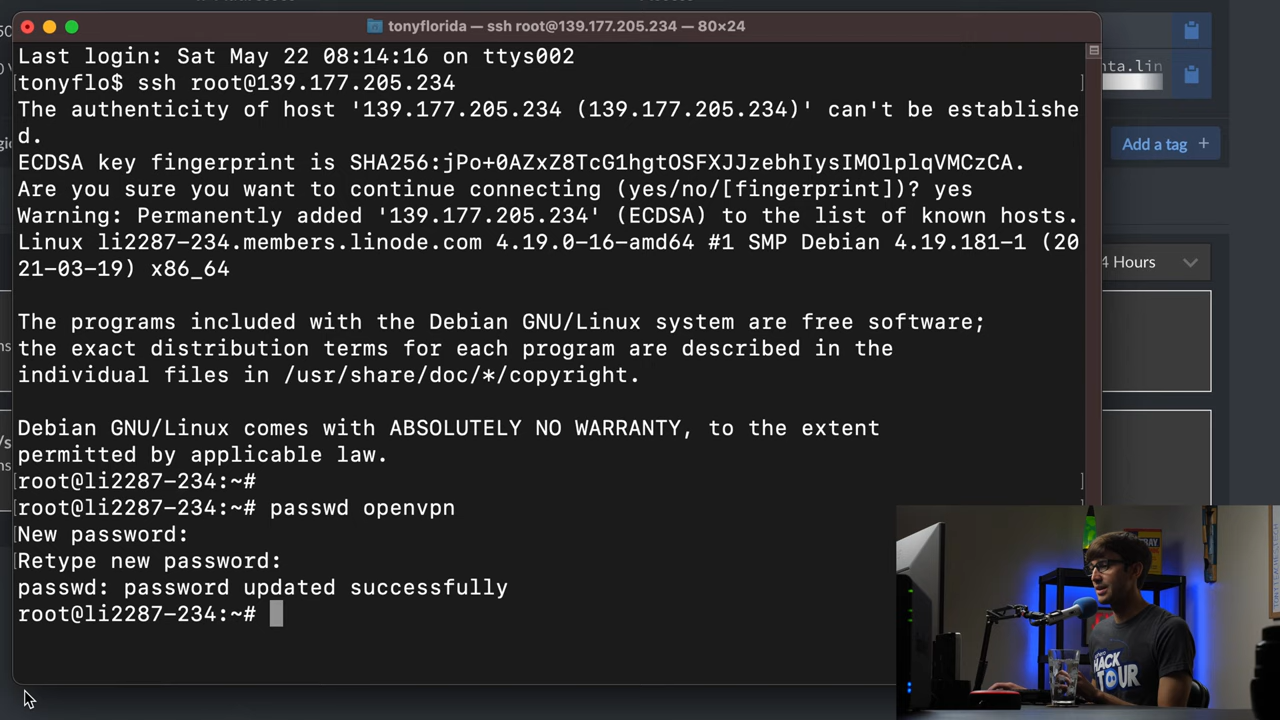 tonyflorida — ssh root@139.177.205.234 — 80×24
Last login: Sat May 22 08:14:16 on ttys002
tonyflo$ ssh root@139.177.205.234
The authenticity of host '139.177.205.234 (139.177.205.234)' can't be establishe
d.
ECDSA key fingerprint is SHA256:jPo+0AZxZ8TcG1hgtOSFXJJzebhIysIMOlplqVMCzCA.
Are you sure you want to continue connecting (yes/no/[fingerprint])? yes
Warning: Permanently added '139.177.205.234' (ECDSA) to the list of known hosts.
Linux li2287-234.members.linode.com 4.19.0-16-amd64 #1 SMP Debian 4.19.181-1 (20
21-03-19) x86_64
The programs included with the Debian GNU/Linux system are free software;
the exact distribution terms for each program are described in the
individual files in /usr/share/doc/*/copyright.
Debian GNU/Linux comes with ABSOLUTELY NO WARRANTY, to the extent
permitted by applicable law.
root@li2287-234:~#
root@li2287-234:~# passwd openvpn
New password:
Retype new password:
passwd: password updated successfully
root@li2287-234:~#
Add a tag +
4 Hours
HACK
TOUR